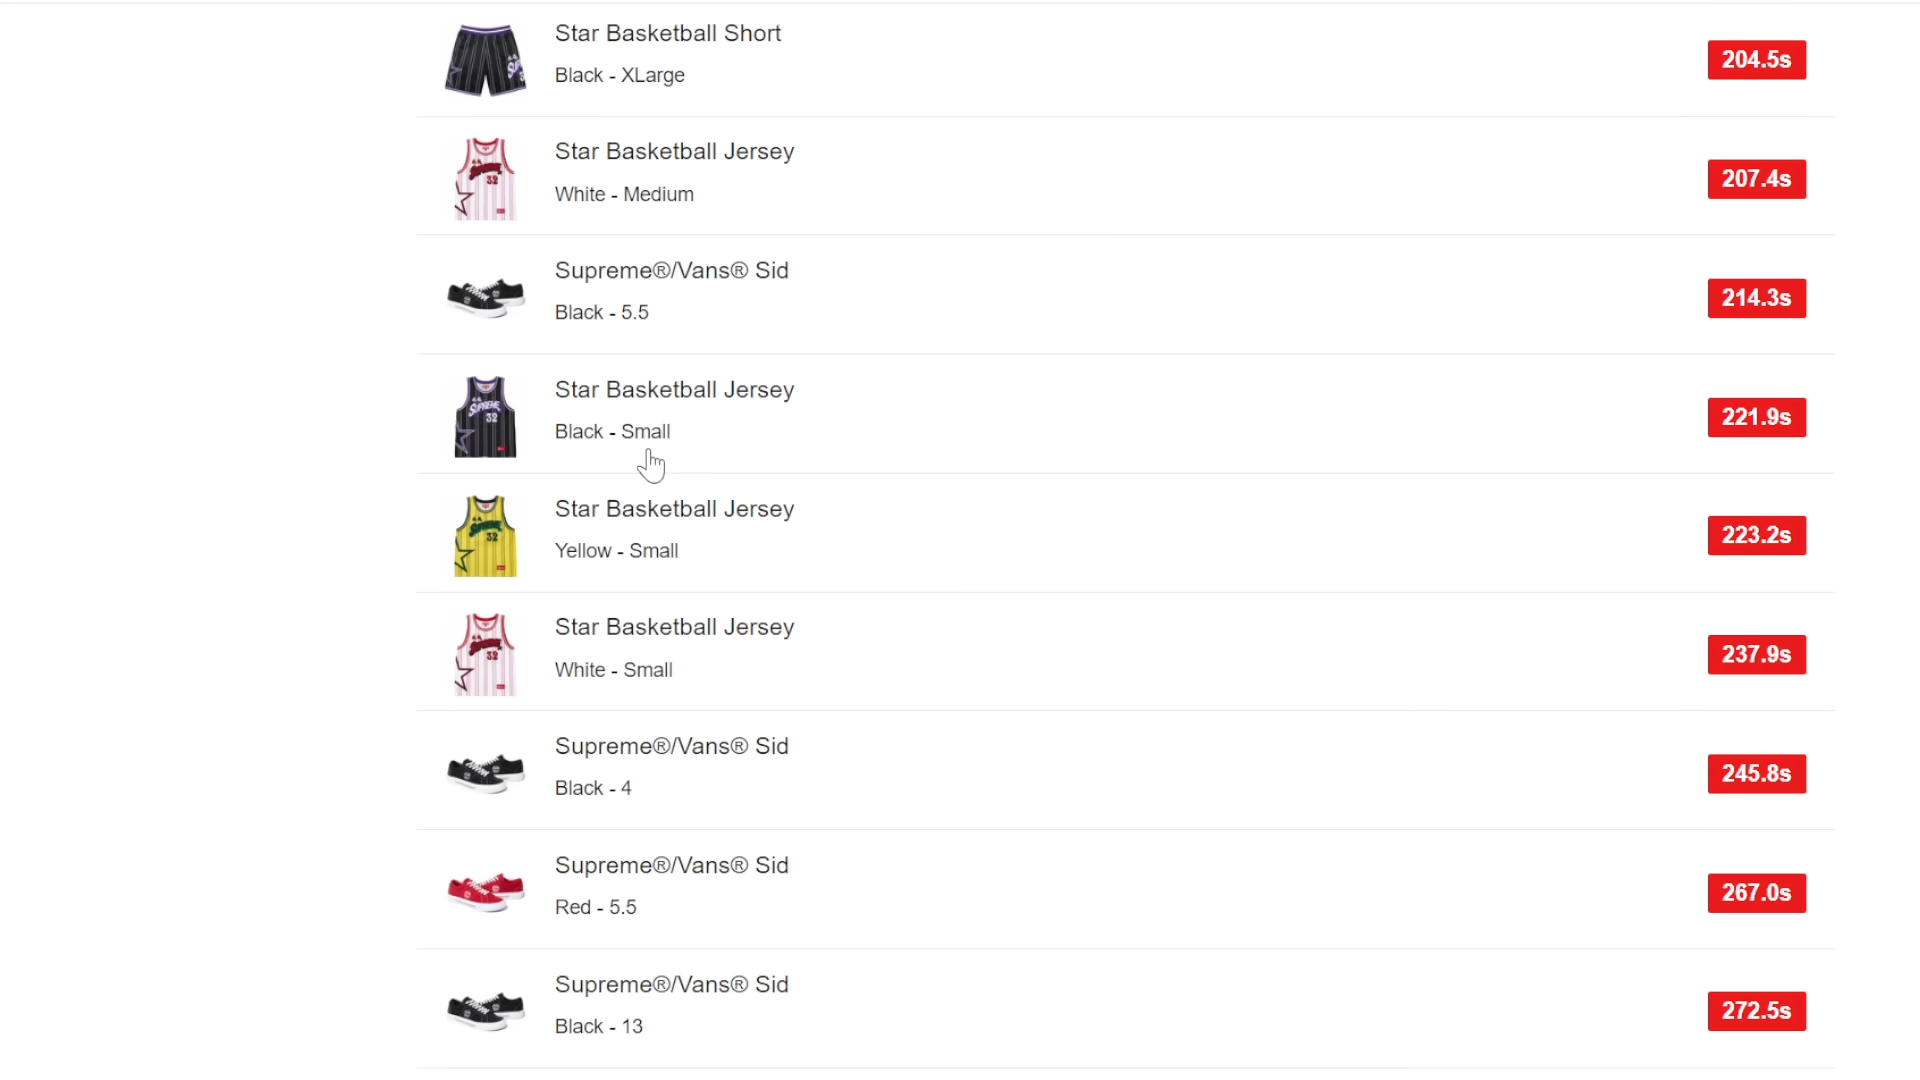 Star Basketball Short
Black - XLarge
204.5s
Star Basketball Jersey
White - Medium
207.4s
Supreme®/Vans® Sid
Black - 5.5
214.3s
Star Basketball Jersey
Black - Small
221.9s
Star Basketball Jersey
Yellow - Small
223.2s
Star Basketball Jersey
White - Small
237.9s
Supreme®/Vans® Sid
Black - 4
245.8s
Supreme®/Vans® Sid
Red - 5.5
267.0s
Supreme®/Vans® Sid
Black - 13
272.5s